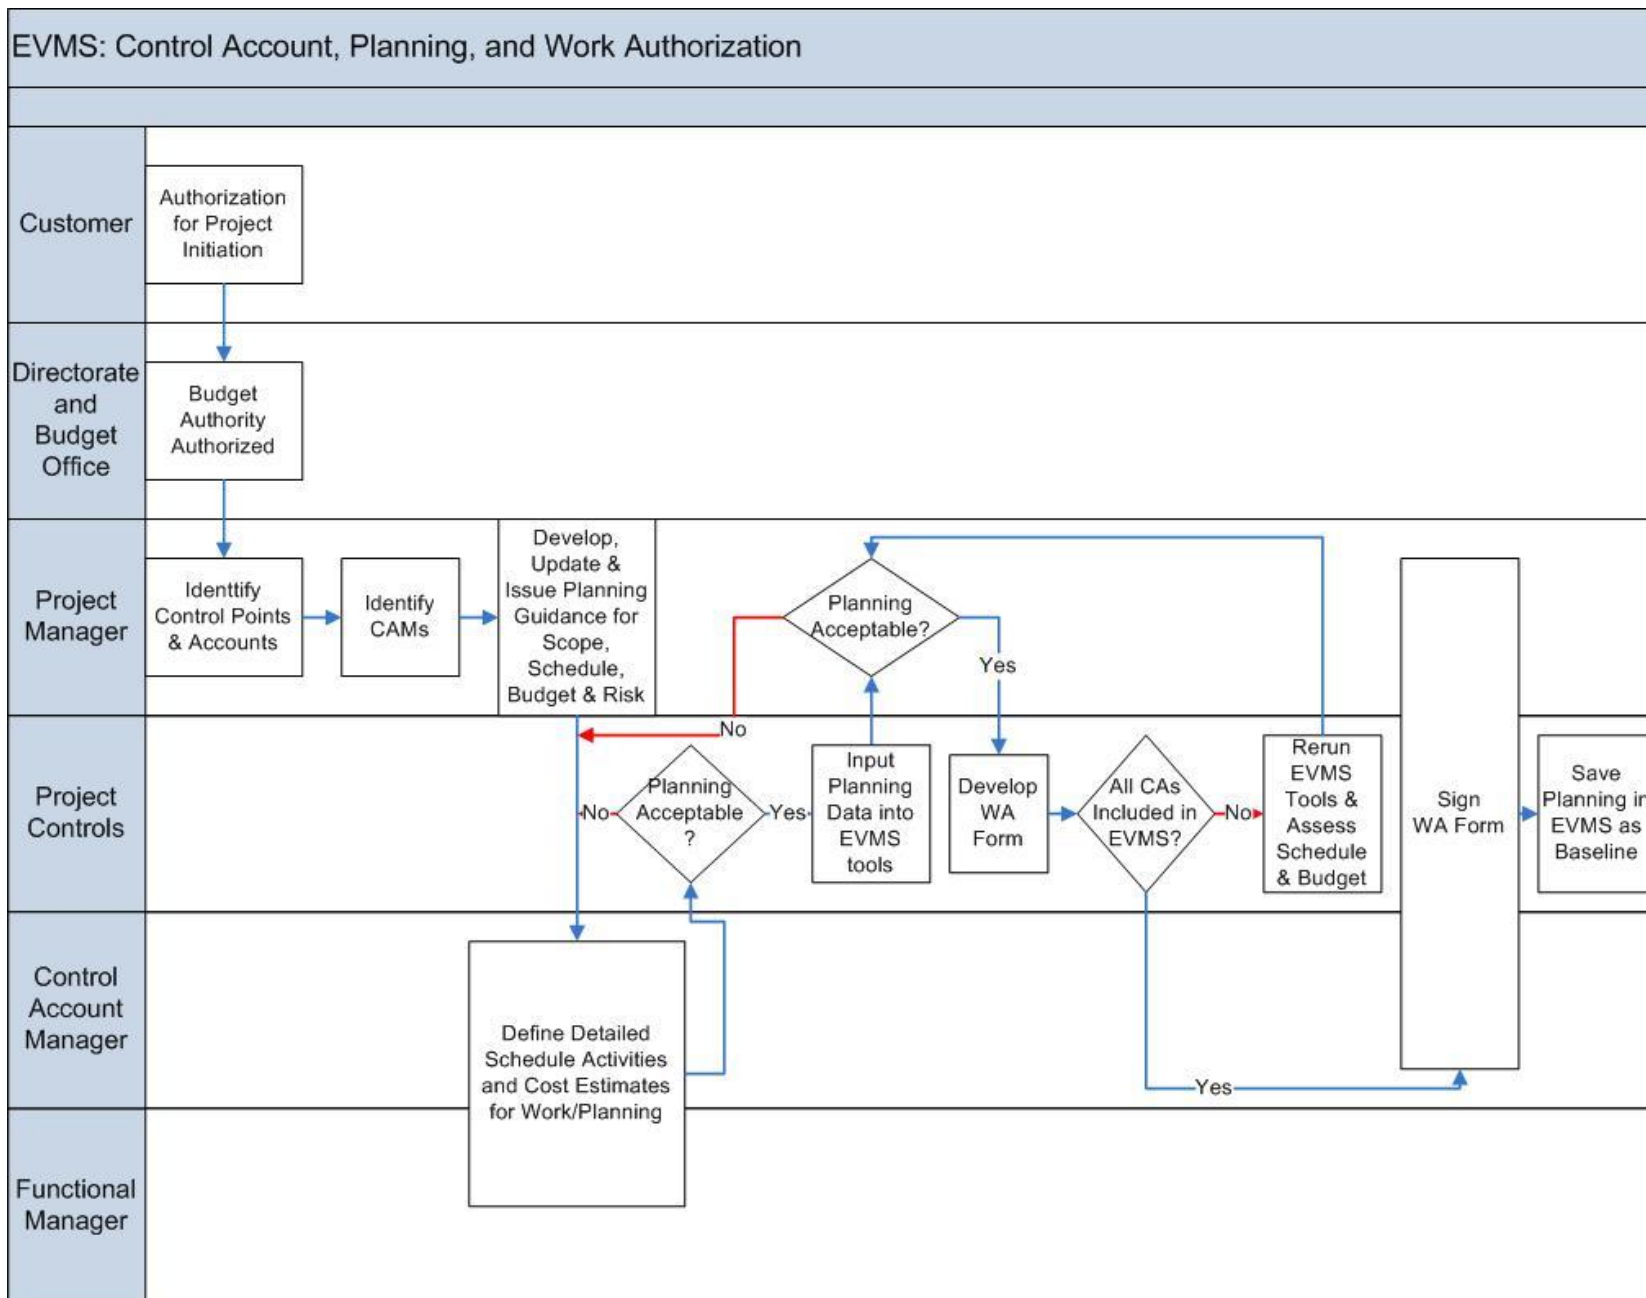 EVMS: Control Account, Planning, and Work Authorization
Customer
Authorization
for Project
Initiation
Directorate
and
Budget
Office
Budget
Authority
Authorized
Project
Manager
Identtify
Control Points
& Accounts
Identify
CAMs
Develop,
Update &
Issue Planning
Guidance for
Scope,
Schedule,
Budget & Risk
Planning
Acceptable?
Yes
No
Project
Controls
No
Planning
Acceptable
?
Yes
Input
Planning
Data into
EVMS
tools
Develop
WA
Form
All CAs
Included in
EVMS?
No
Rerun
EVMS
Tools &
Assess
Schedule
& Budget
Sign
WA Form
Save
Planning in
EVMS as
Baseline
Control
Account
Manager
Define Detailed
Schedule Activities
and Cost Estimates
for Work/Planning
Yes
Functional
Manager